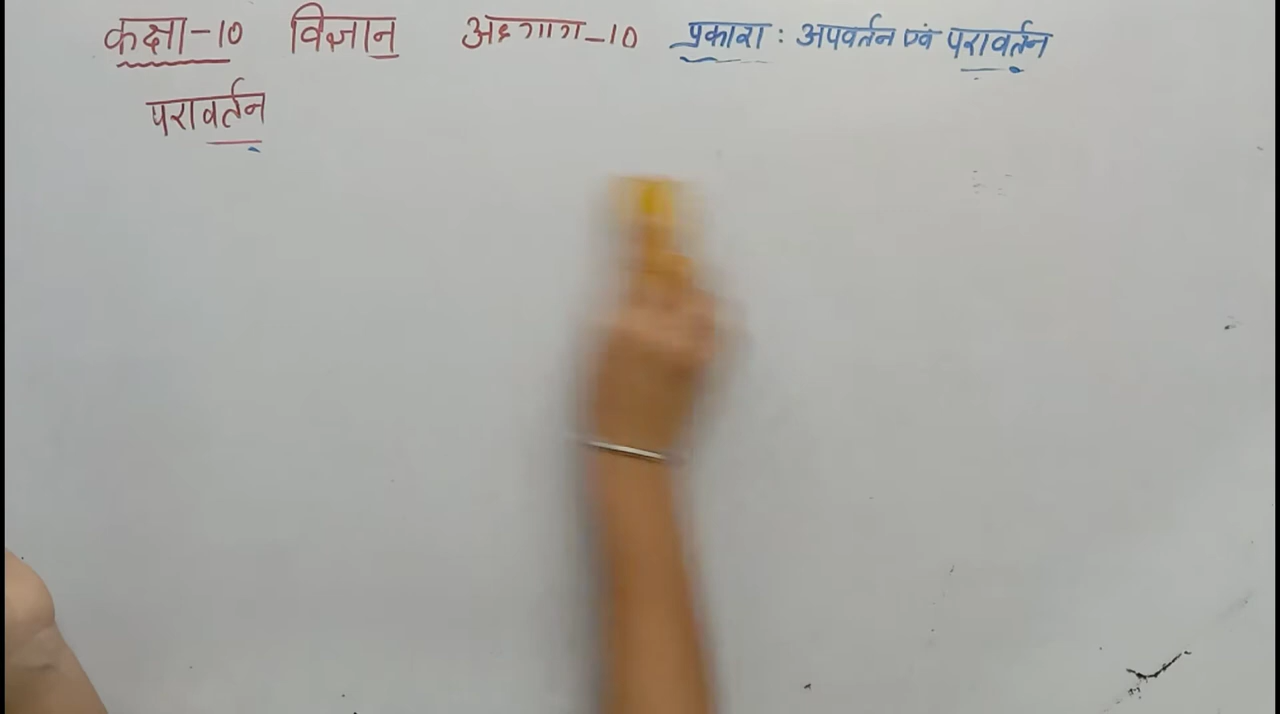 कक्षा-10 विज्ञान अध्याय-10 प्रकाश : अपवर्तन एवं परावर्तन
परावर्तन